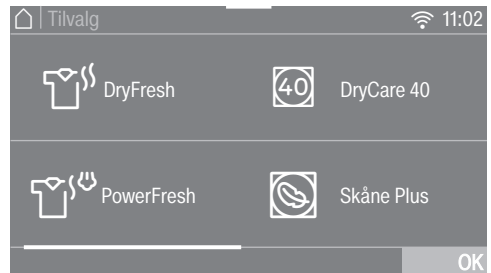 Tilvalg 11:02
DryFresh 40 DryCare 40
PowerFresh Skåne Plus
OK